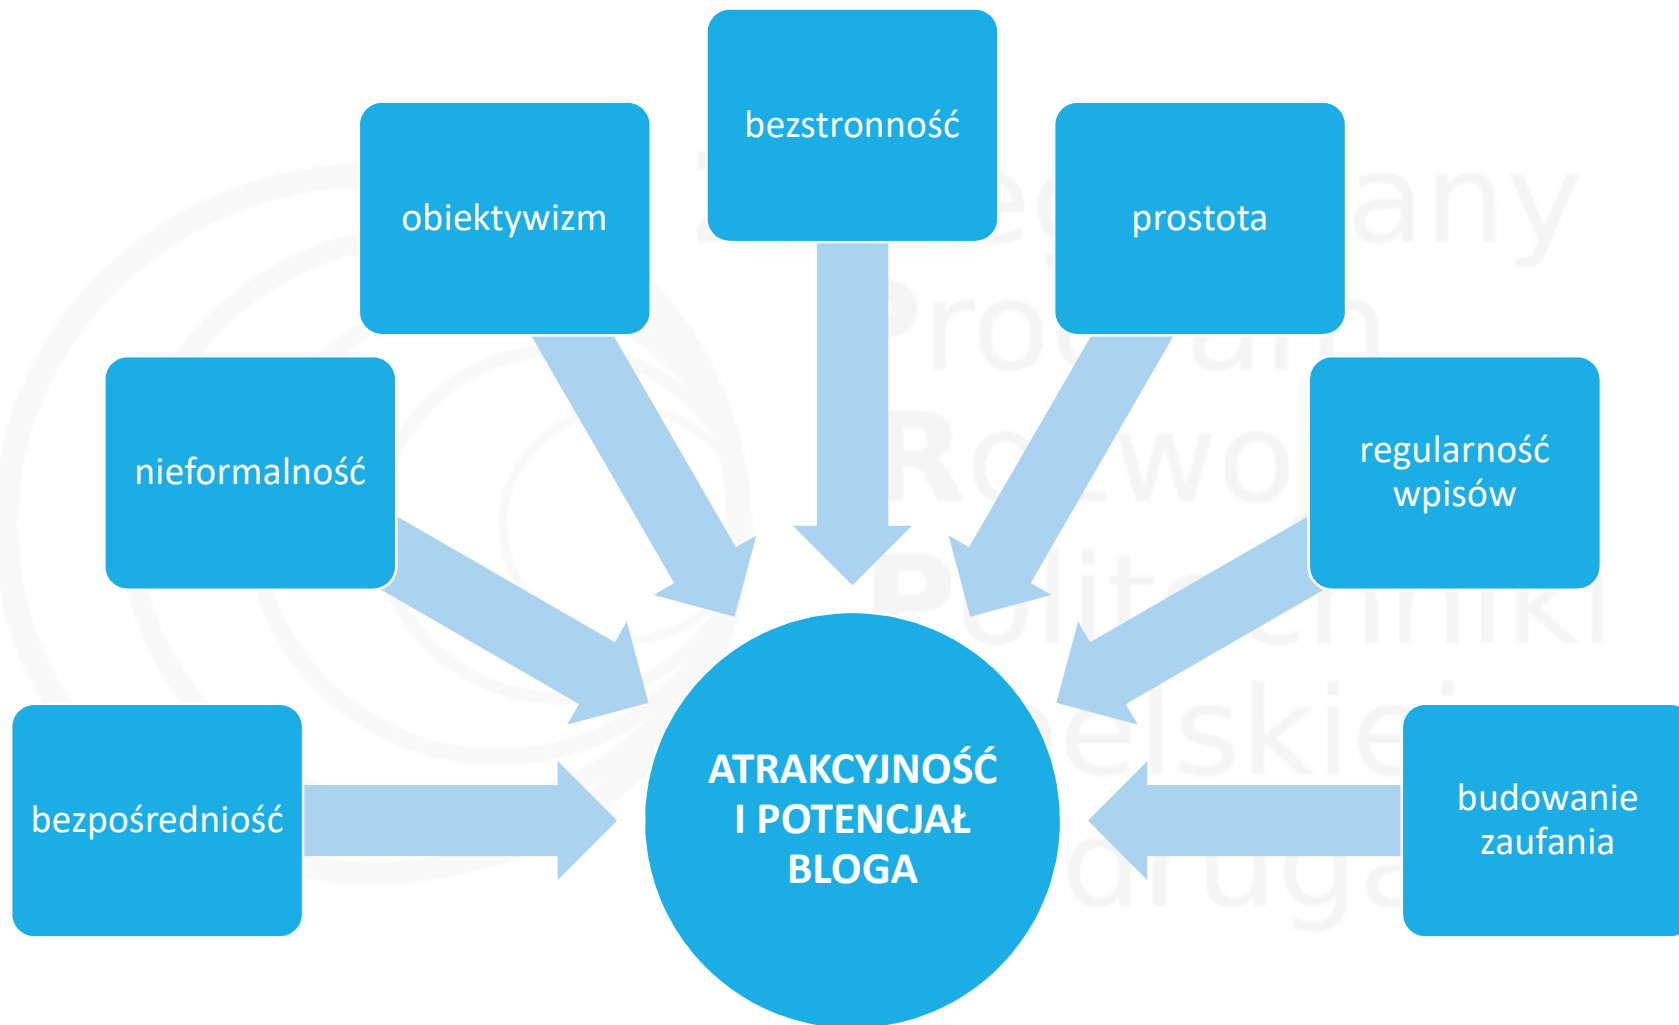 bezstronność
obiektywizm
prostota
nieformalność
regularność
wpisów
bezpośredniość
ATRAKCYJNOŚĆ
I POTENCJAŁ
BLOGA
budowanie
zaufania